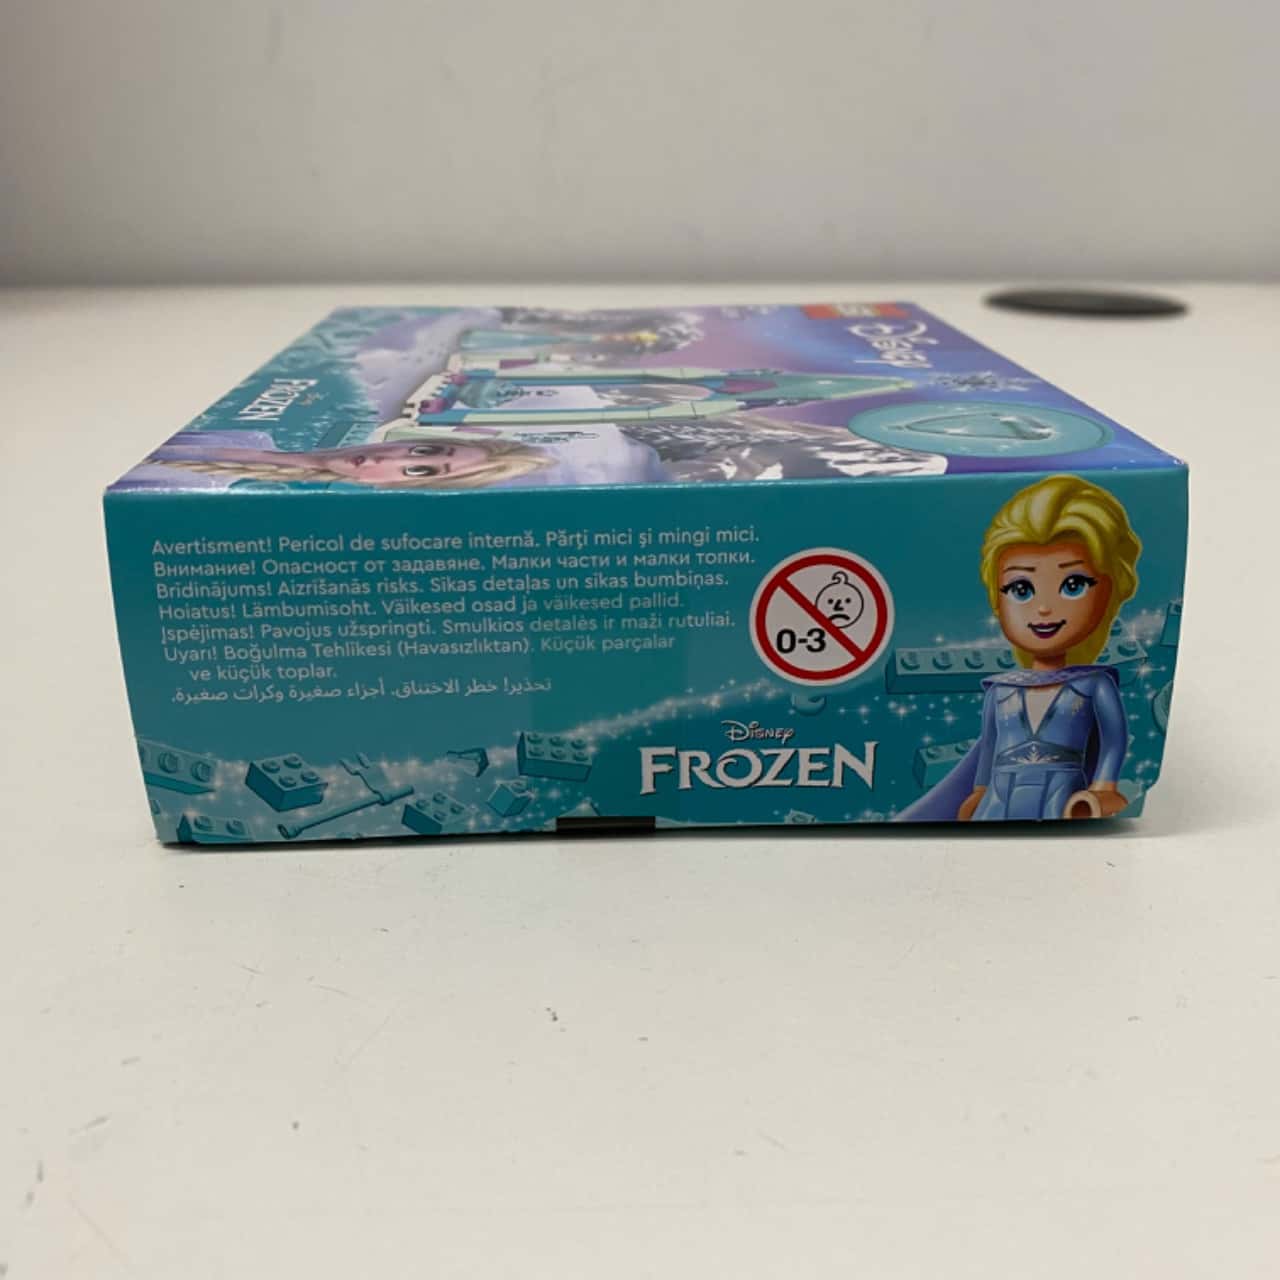 Disney
FROZEN
Avertisment! Pericol de sufocare internă. Părţi mici şi mingi mici.
Внимание! Опасност от задавяне. Малки части и малки топки.
Bridinājums! Aizrīšanās risks. Sīkas detaļas un sīkas bumbiņas.
Hoiatus! Lämbumisoht. Väikesed osad ja väikesed pallid.
Įspėjimas! Pavojus užspringti. Smulkios detalės ir maži rutuliai.
Uyarı! Boğulma Tehlikesi (Havasızlıktan). Küçük parçalar
ve küçük toplar.
تحذير! خطر الاختناق. أجزاء صغيرة وكرات صغيرة.
0-3
Disney
FROZEN